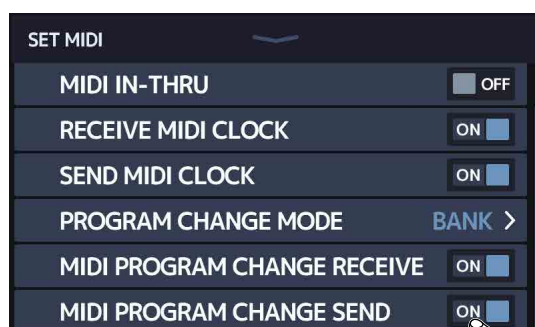 SET MIDI
MIDI IN-THRU OFF
RECEIVE MIDI CLOCK ON
SEND MIDI CLOCK ON
PROGRAM CHANGE MODE BANK >
MIDI PROGRAM CHANGE RECEIVE ON
MIDI PROGRAM CHANGE SEND ON